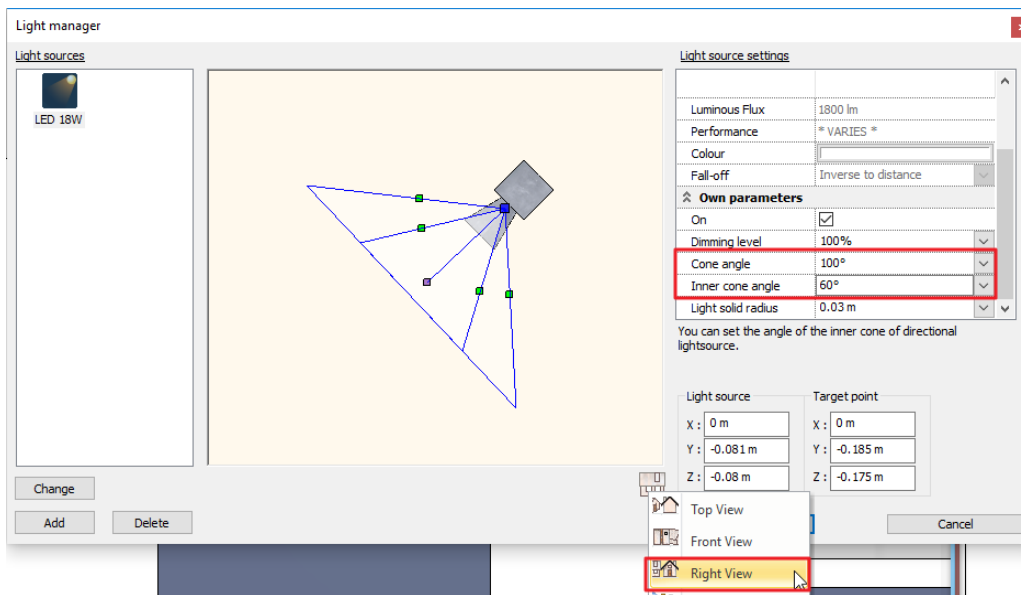 Light manager
Light sources
LED 18W
Change
Add
Delete
Light source settings
Luminous Flux 1800 lm
Performance * VARIES *
Colour
Fall-off Inverse to distance
Own parameters
On
Dimming level 100%
Cone angle 100°
Inner cone angle 60°
Light solid radius 0.03 m
You can set the angle of the inner cone of directional
lightsource.
Light source
X : 0 m
Y : -0.081 m
Z : -0.08 m
Target point
X : 0 m
Y : -0.185 m
Z : -0.175 m
Top View
Front View
Right View
Cancel